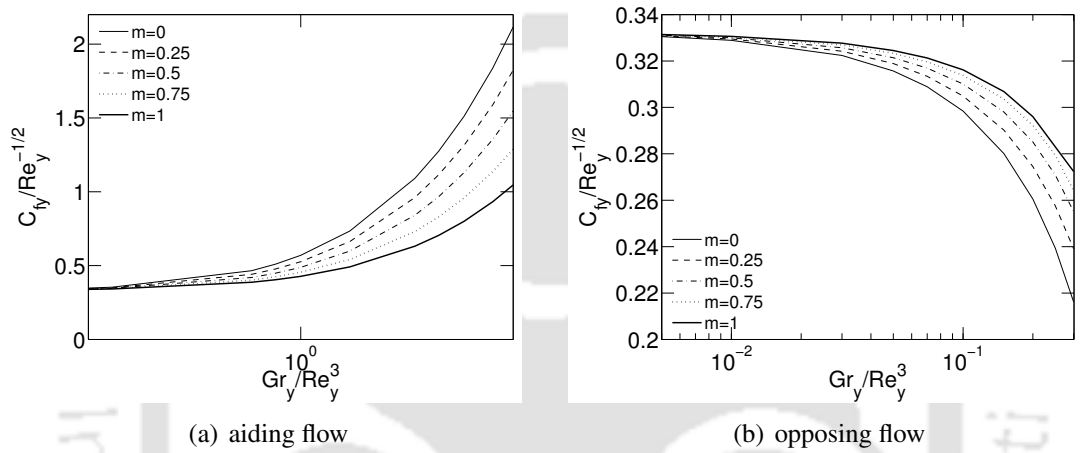 2
1.5
1
0.5
0
m=0
m=0.25
m=0.5
m=0.75
m=1
C_fy/Re_y^-1/2
10^0
Gr_y/Re_y^3
(a) aiding flow
0.34
0.32
0.3
0.28
0.26
0.24
0.22
0.2
m=0
m=0.25
m=0.5
m=0.75
m=1
C_fy/Re_y^-1/2
10^-2 10^-1
Gr_y/Re_y^3
(b) opposing flow